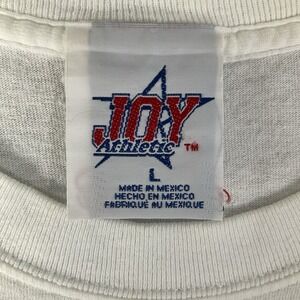 JOY
Athletic TM
L
MADE IN MEXICO
HECHO EN MEXICO
FABRIQUE AU MEXIQUE